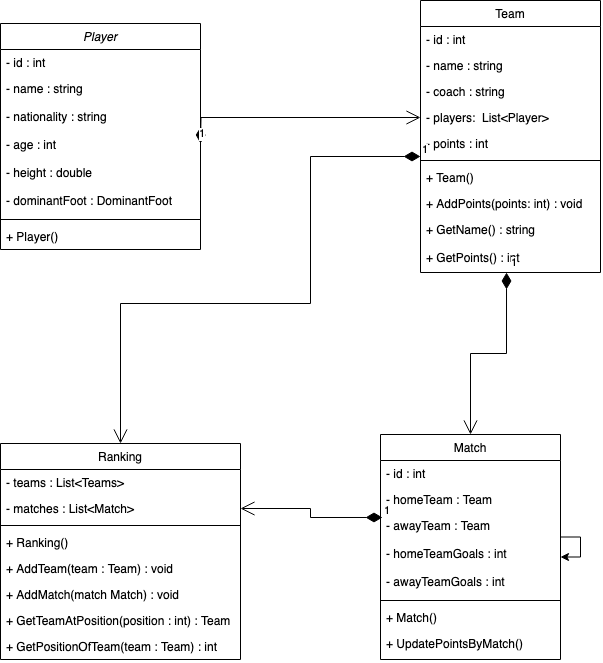 Player
- id : int
- name : string
- nationality : string
- age : int
- height : double
- dominantFoot : DominantFoot
+ Player()
1
Team
- id : int
- name : string
- coach : string
- players:  List<Player>
- points : int
1
+ Team()
+ AddPoints(points: int) : void
+ GetName() : string
+ GetPoints() : int
1
Ranking
- teams : List<Teams>
- matches : List<Match>
+ Ranking()
+ AddTeam(team : Team) : void
+ AddMatch(match Match) : void
+ GetTeamAtPosition(position : int) : Team
+ GetPositionOfTeam(team : Team) : int
Match
- id : int
- homeTeam : Team
1
- awayTeam : Team
- homeTeamGoals : int
- awayTeamGoals : int
+ Match()
+ UpdatePointsByMatch()